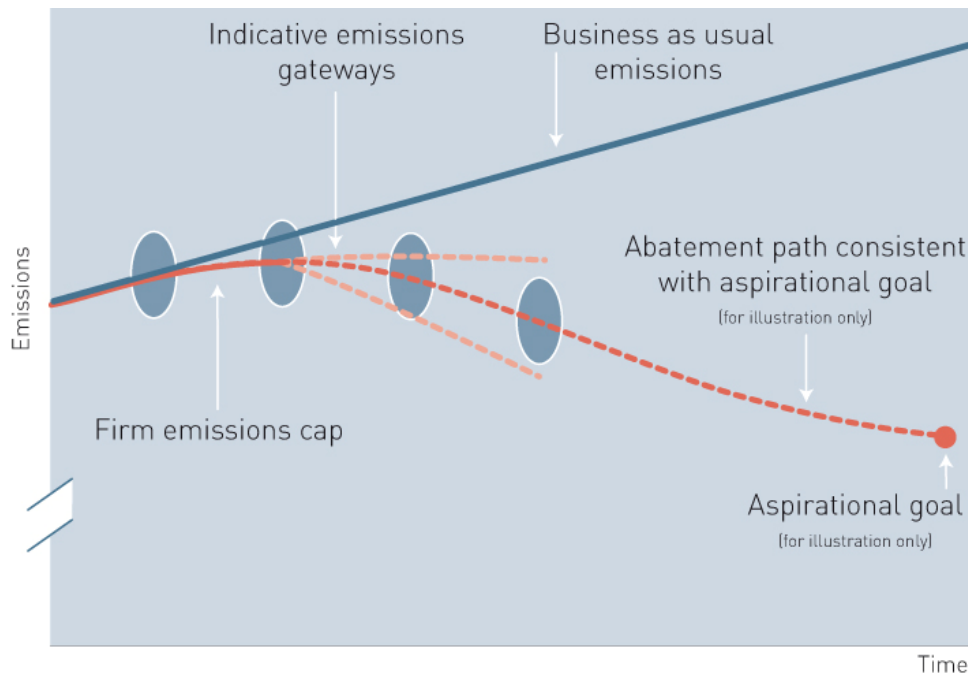 Indicative emissions
gateways
Business as usual
emissions
Emissions
Abatement path consistent
with aspirational goal
(for illustration only)
Firm emissions cap
Aspirational goal
(for illustration only)
Time